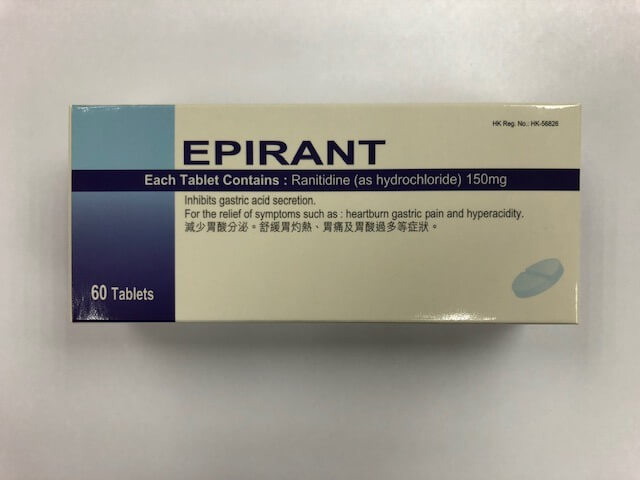 HK Reg. No.: HK-56826
EPIRANT
Each Tablet Contains : Ranitidine (as hydrochloride) 150mg
Inhibits gastric acid secretion.
For the relief of symptoms such as : heartburn gastric pain and hyperacidity.
減少胃酸分泌。舒緩胃灼熱、胃痛及胃酸過多等症狀。
60 Tablets